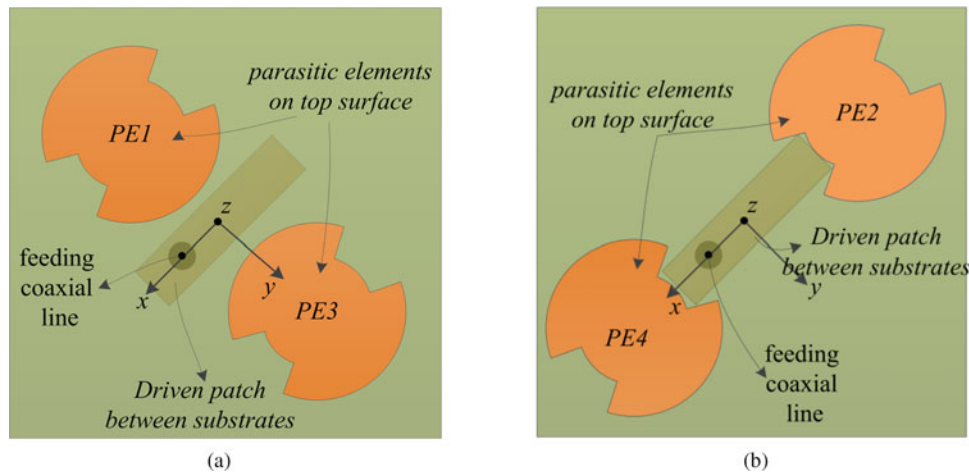 parasitic elements
on top surface
PE1
z
feeding
coaxial
line
x
y
PE3
Driven patch
between substrates
(a)
PE2
parasitic elements
on top surface
z
Driven patch
between substrates
x
y
PE4
feeding
coaxial
line
(b)